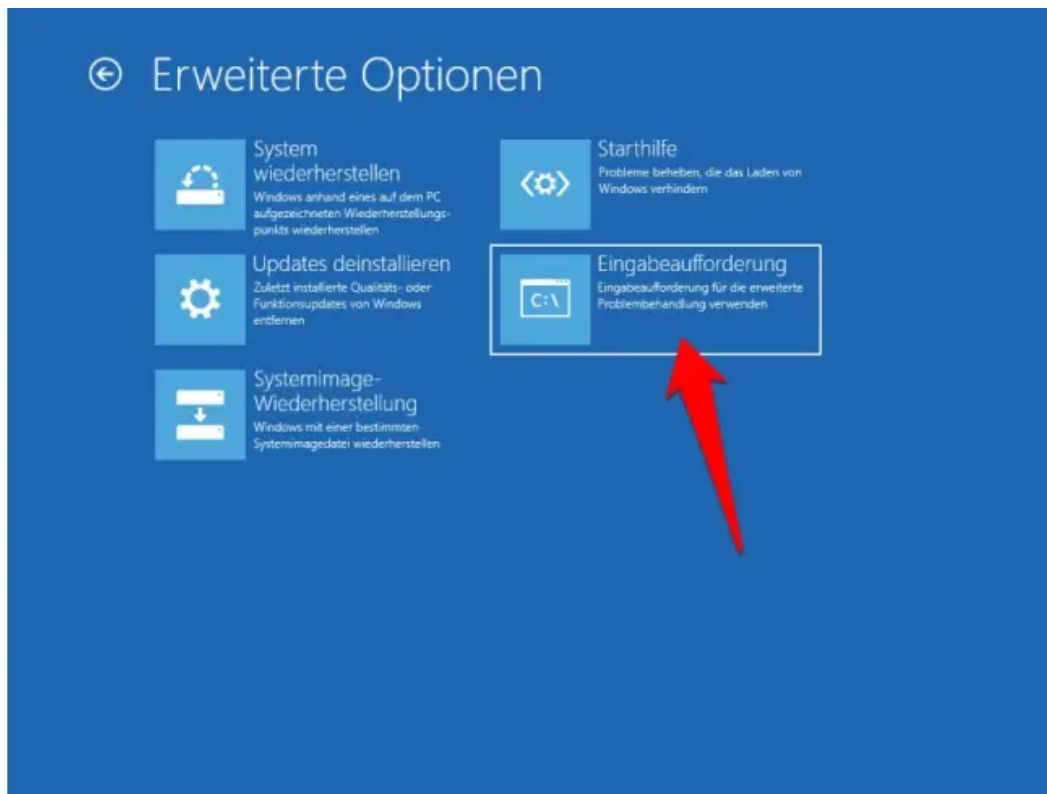 Erweiterte Optionen
System
wiederherstellen
Windows anhand eines auf dem PC
aufgezeichneten Wiederherstellungs-
punkts wiederherstellen
Updates deinstallieren
Zuletzt installierte Qualitäts- oder
Funktionsupdates von Windows
entfernen
Systemimage-
Wiederherstellung
Windows mit einer bestimmten
Systemimagedatei wiederherstellen
Starthilfe
Probleme beheben, die das Laden von
Windows verhindern
C:\
Eingabeaufforderung
Eingabeaufforderung für die erweiterte
Problembehandlung verwenden